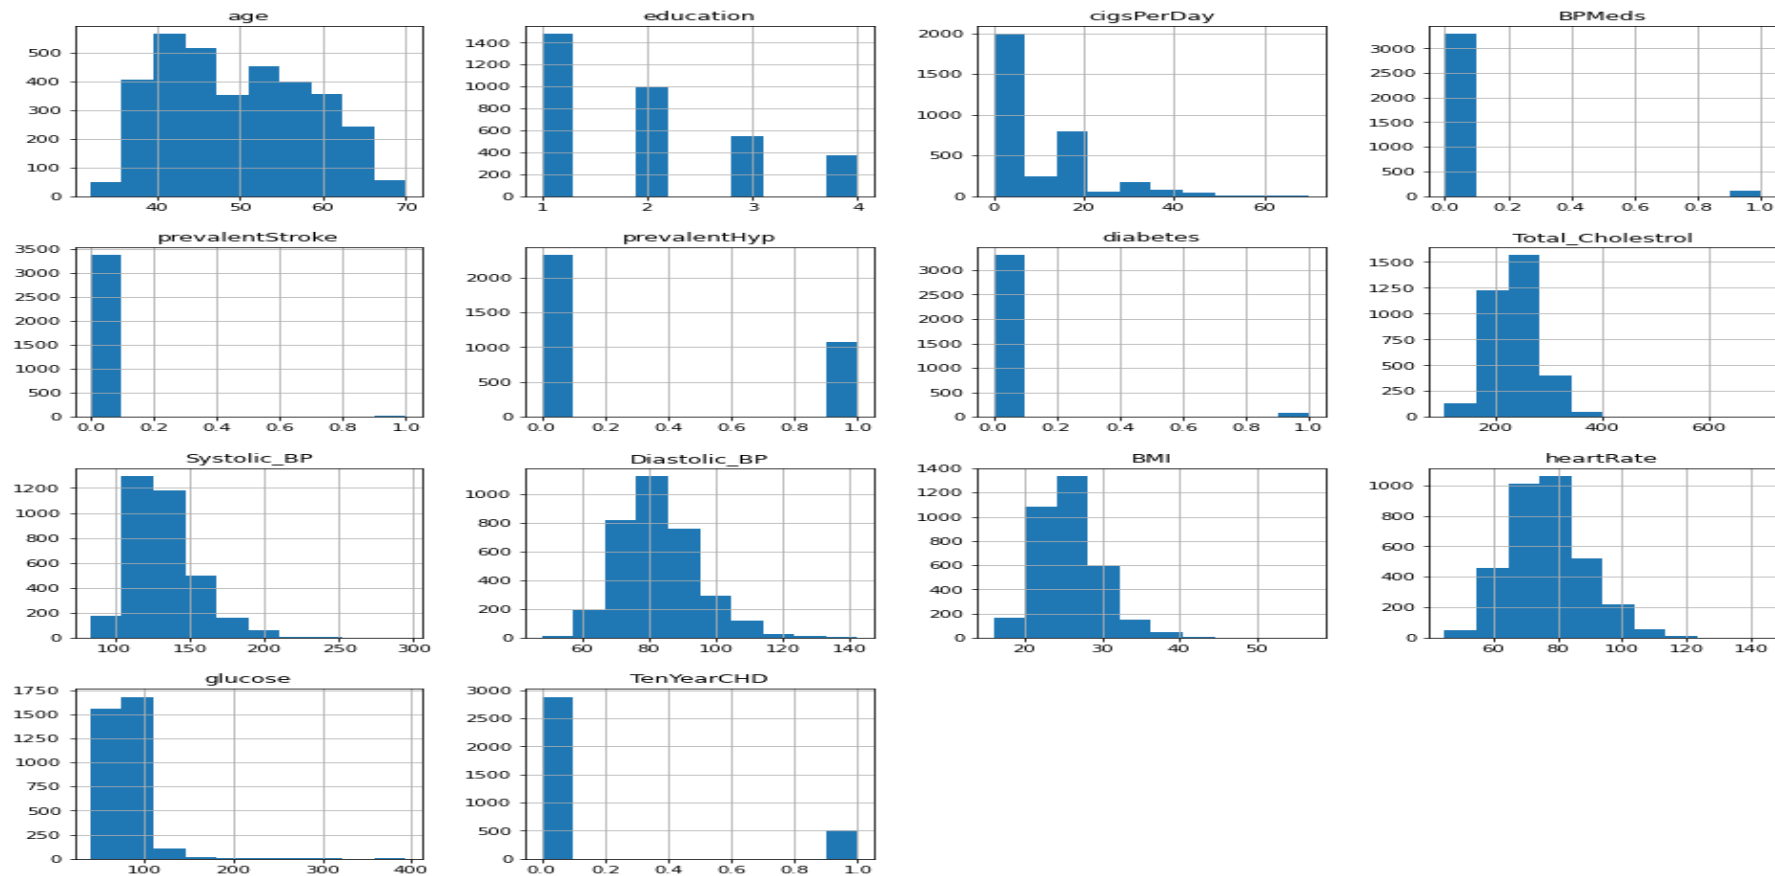 age education cigsPerDay BPMeds
500 400 300 200 100 0
40 50 60 70
1400 1200 1000 800 600 400 200 0
1 2 3 4
2000 1500 1000 500 0
0 20 40 60
3000 2500 2000 1500 1000 500 0
0.0 0.2 0.4 0.6 0.8 1.0
prevalentStroke prevalentHyp diabetes Total_Cholestrol
3500 3000 2500 2000 1500 1000 500 0
0.0 0.2 0.4 0.6 0.8 1.0
2000 1500 1000 500 0
0.0 0.2 0.4 0.6 0.8 1.0
3000 2500 2000 1500 1000 500 0
0.0 0.2 0.4 0.6 0.8 1.0
1500 1250 1000 750 500 250 0
200 400 600
Systolic_BP Diastolic_BP BMI heartRate
1200 1000 800 600 400 200 0
100 150 200 250 300
1000 800 600 400 200 0
60 80 100 120 140
1400 1200 1000 800 600 400 200 0
20 30 40 50
1000 800 600 400 200 0
60 80 100 120 140
glucose TenYearCHD
1750 1500 1250 1000 750 500 250 0
100 200 300 400
3000 2500 2000 1500 1000 500 0
0.0 0.2 0.4 0.6 0.8 1.0